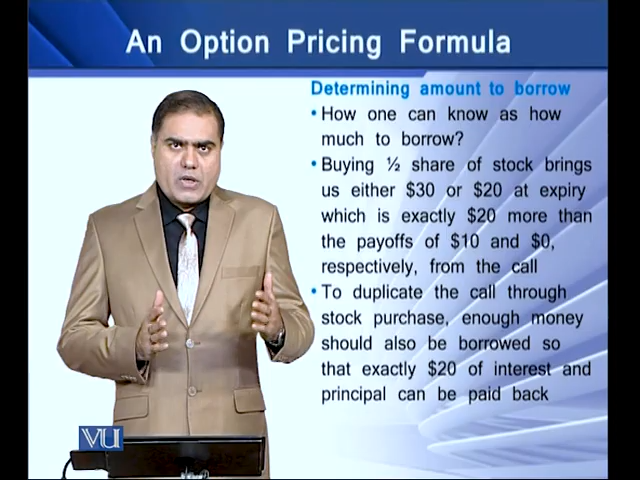 An Option Pricing Formula
Determining amount to borrow
• How one can know as how
much to borrow?
• Buying ½ share of stock brings
us either $30 or $20 at expiry
which is exactly $20 more than
the payoffs of $10 and $0,
respectively, from the call
• To duplicate the call through
stock purchase, enough money
should also be borrowed so
that exactly $20 of interest and
principal can be paid back
VU